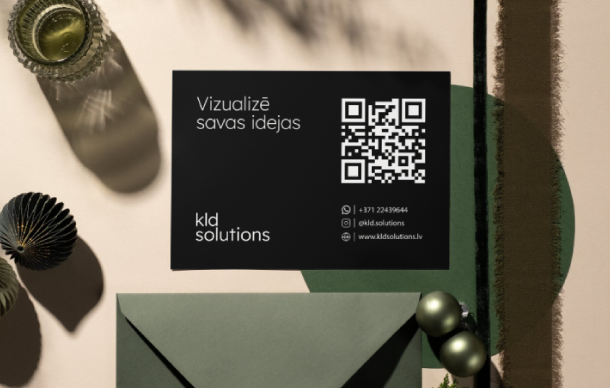 Vizualizē
savas idejas
kld
solutions
+371 22439644
@kld.solutions
www.kldsolutions.lv